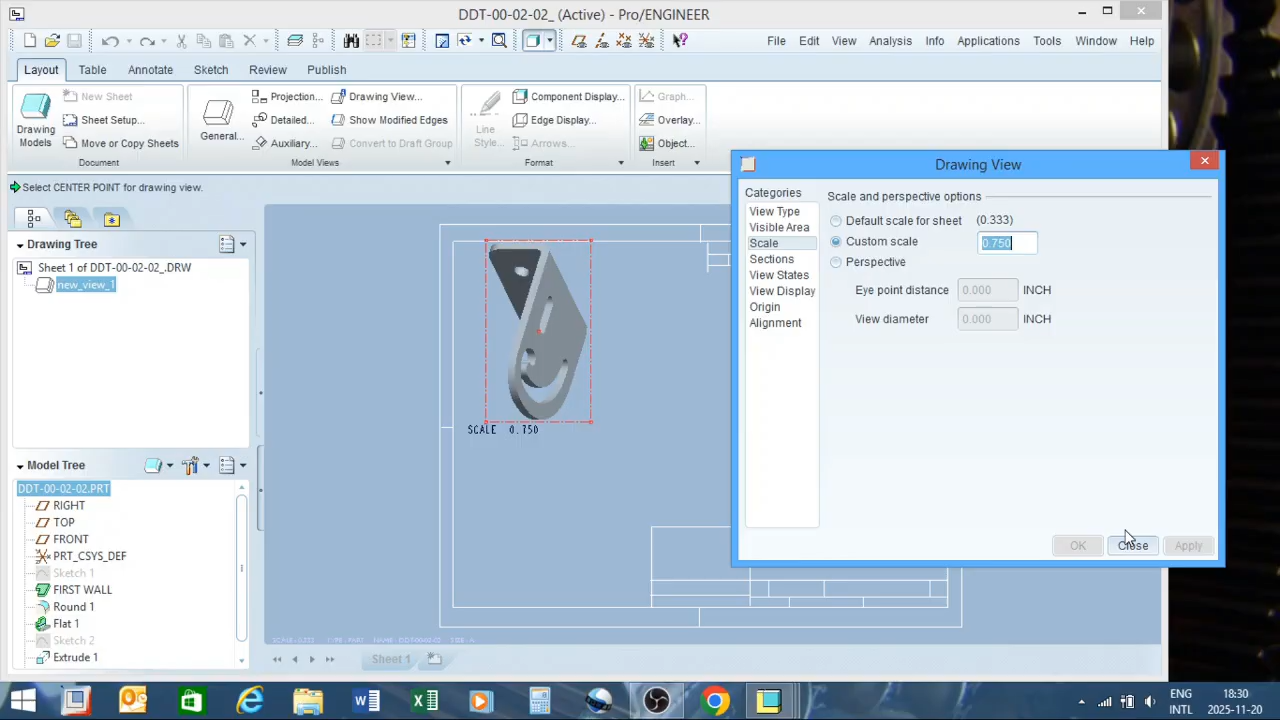 DDT-00-02-02_ (Active) - Pro/ENGINEER
File Edit View Analysis Info Applications Tools Window Help
Layout Table Annotate Sketch Review Publish
Drawing Models
New Sheet
Sheet Setup...
Move or Copy Sheets
Document
General...
Projection...
Detailed...
Auxiliary...
Drawing View...
Show Modified Edges
Convert to Draft Group
Model Views
Line Style...
Component Display...
Edge Display...
Arrows...
Format
Graph...
Overlay...
Object...
Insert
Select CENTER POINT for drawing view.
Drawing Tree
Sheet 1 of DDT-00-02-02_.DRW
new_view_1
Model Tree
DDT-00-02-02.PRT
RIGHT
TOP
FRONT
PRT_CSYS_DEF
Sketch 1
FIRST WALL
Round 1
Flat 1
Sketch 2
Extrude 1
SCALE 0.750
Sheet 1
Drawing View
Categories
View Type
Visible Area
Scale
Sections
View States
View Display
Origin
Alignment
Scale and perspective options
Default scale for sheet (0.333)
Custom scale 0.750
Perspective
Eye point distance 0.000 INCH
View diameter 0.000 INCH
OK Close Apply
ENG
INTL
18:30
2025-11-20